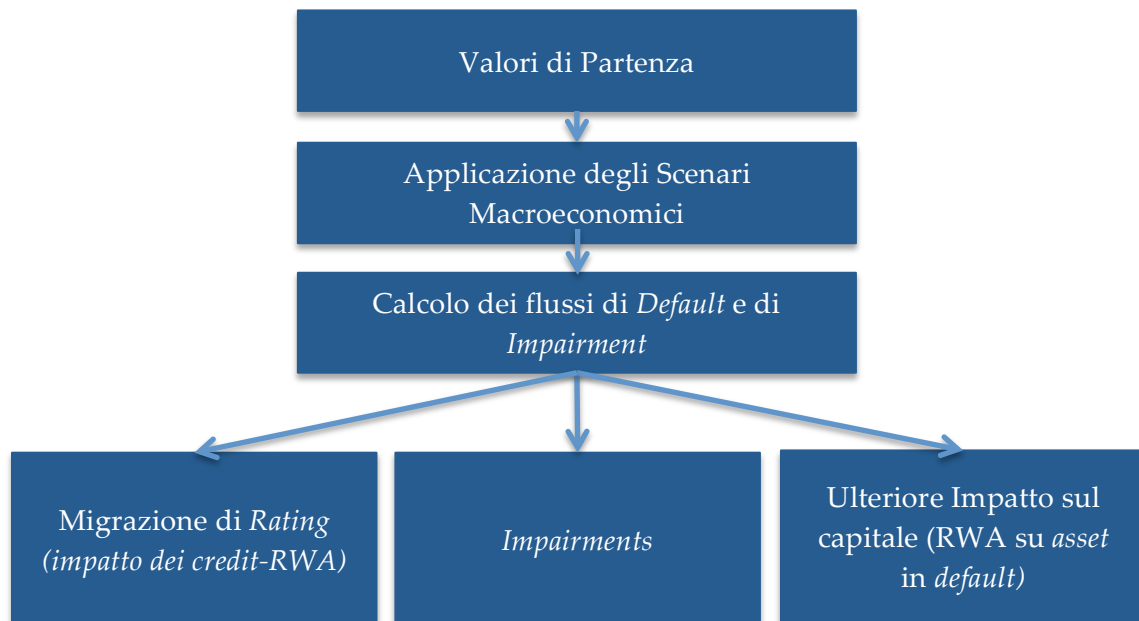 Valori di Partenza
Applicazione degli Scenari
Macroeconomici
Calcolo dei flussi di Default e di
Impairment
Migrazione di Rating
(impatto dei credit-RWA)
Impairments
Ulteriore Impatto sul
capitale (RWA su asset
in default)